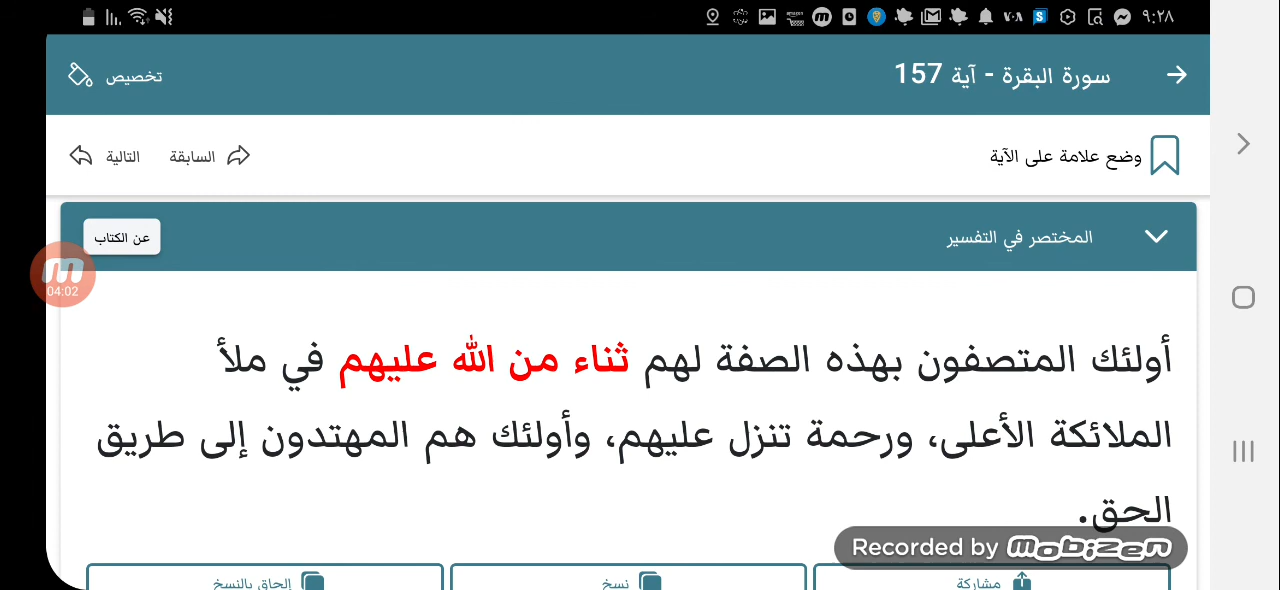 ٩:٢٨
سورة البقرة - آية 157
تخصيص
وضع علامة على الآية
السابقة
التالية
المختصر في التفسير
عن الكتاب
04:02
أولئك المتصفون بهذه الصفة لهم ثناء من الله عليهم في ملأ
الملائكة الأعلى، ورحمة تنزل عليهم، وأولئك هم المهتدون إلى طريق
الحق.
Recorded by Mobizen
مشاركة
نسخ
إلحاق بالنسخ